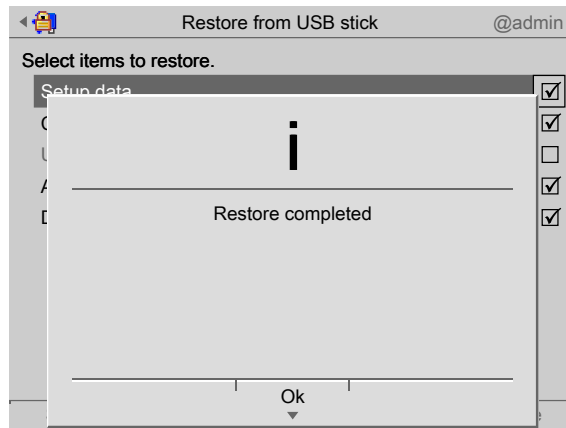 Restore from USB stick @admin
Select items to restore.
Setup data
i
Restore completed
Ok